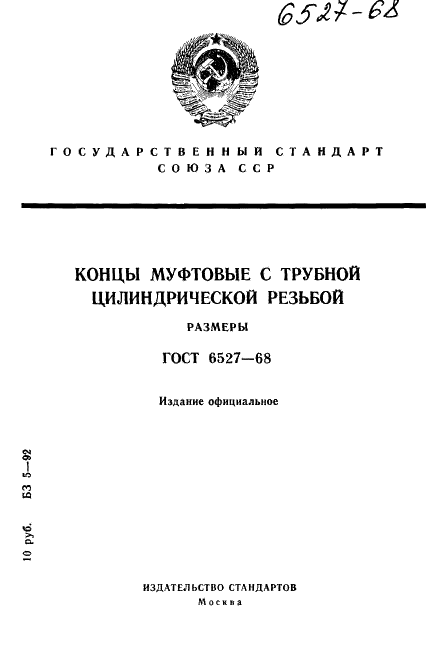 6527-68
ГОСУДАРСТВЕННЫЙ СТАНДАРТ
СОЮЗА ССР
КОНЦЫ МУФТОВЫЕ С ТРУБНОЙ
ЦИЛИНДРИЧЕСКОЙ РЕЗЬБОЙ
РАЗМЕРЫ
ГОСТ 6527—68
Издание официальное
10 руб. БЗ 5—92
ИЗДАТЕЛЬСТВО СТАНДАРТОВ
Москва